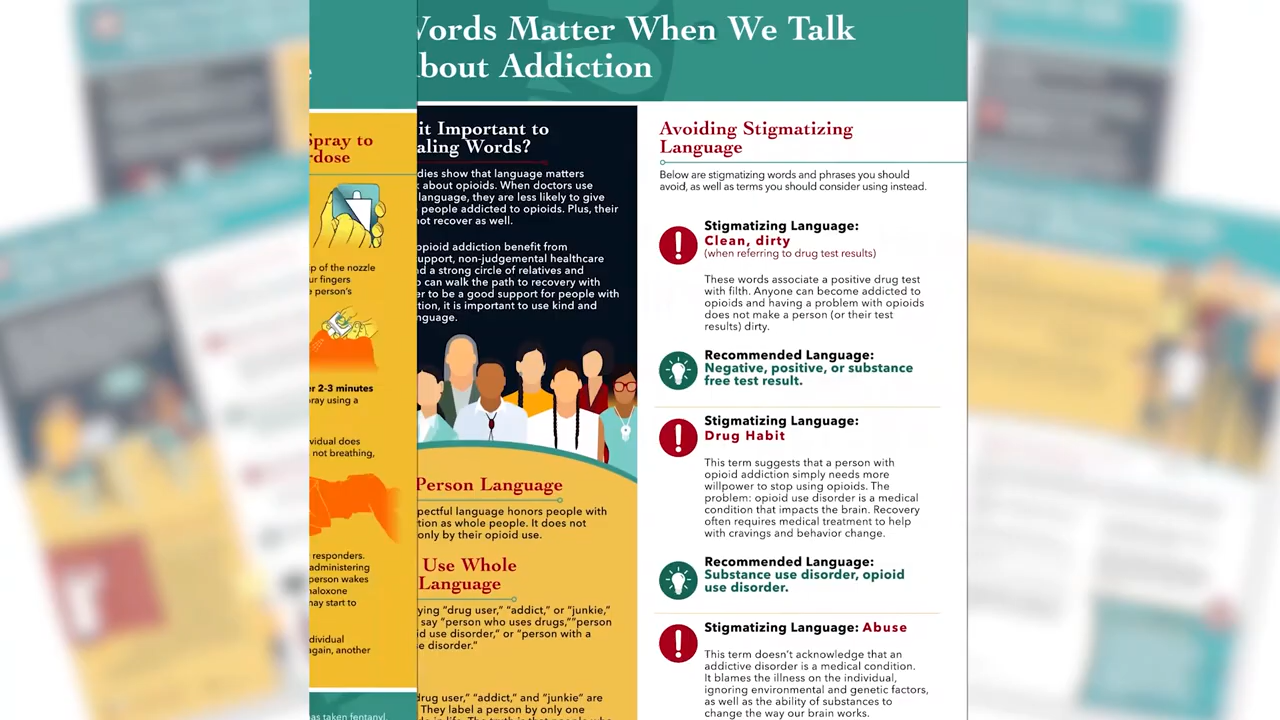 Words Matter When We Talk
About Addiction
Spray to
rdose
p of the nozzle
ur fingers
e person's
er 2-3 minutes
pray using a
vidual does
not breathing,
responders.
administering
person wakes
naloxone
may start to
dividual
again, another
has taken fentanyl,
it Important to
aling Words?
dies show that language matters
about opioids. When doctors use
language, they are less likely to give
people addicted to opioids. Plus, their
not recover as well.
opioid addiction benefit from
upport, non-judgemental healthcare
nd a strong circle of relatives and
o can walk the path to recovery with
er to be a good support for people with
tion, it is important to use kind and
nguage.
Person Language
pectful language honors people with
tion as whole people. It does not
only by their opioid use.
Use Whole
Language
ying "drug user," "addict," or "junkie,"
say "person who uses drugs,""person
id use disorder," or "person with a
e disorder."
drug user," "addict," and "junkie" are
They label a person by only one
Avoiding Stigmatizing
Language
Below are stigmatizing words and phrases you should
avoid, as well as terms you should consider using instead.
Stigmatizing Language:
Clean, dirty
(when referring to drug test results)
These words associate a positive drug test
with filth. Anyone can become addicted to
opioids and having a problem with opioids
does not make a person (or their test
results) dirty.
Recommended Language:
Negative, positive, or substance
free test result.
Stigmatizing Language:
Drug Habit
This term suggests that a person with
opioid addiction simply needs more
willpower to stop using opioids. The
problem: opioid use disorder is a medical
condition that impacts the brain. Recovery
often requires medical treatment to help
with cravings and behavior change.
Recommended Language:
Substance use disorder, opioid
use disorder.
Stigmatizing Language: Abuse
This term doesn't acknowledge that an
addictive disorder is a medical condition.
It blames the illness on the individual,
ignoring environmental and genetic factors,
as well as the ability of substances to
change the way our brain works.